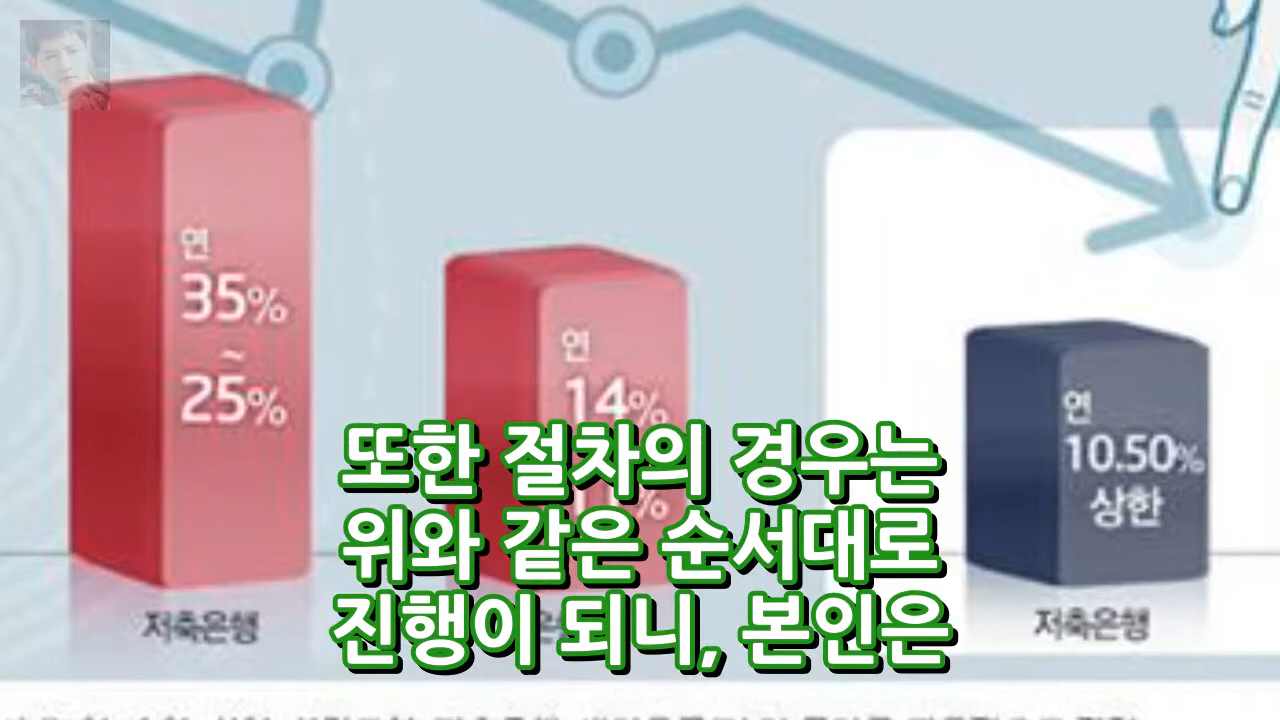 연
35%
~
25%
저축은행
연
14%
연
10.50%
상한
저축은행
또한 절차의 경우는
위와 같은 순서대로
진행이 되니, 본인은